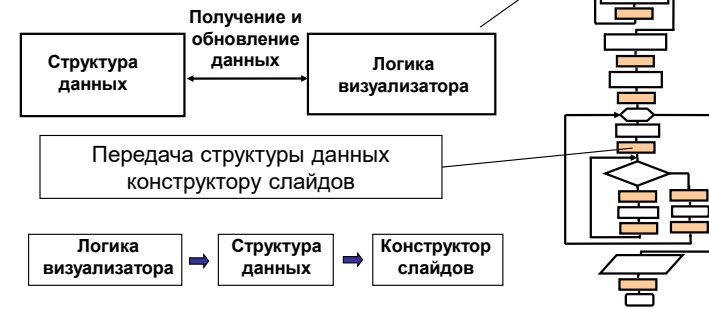 Получение и
обновление
данных
Структура
данных
Логика
визуализатора
Передача структуры данных
конструктору слайдов
Логика
визуализатора
Структура
данных
Конструктор
слайдов